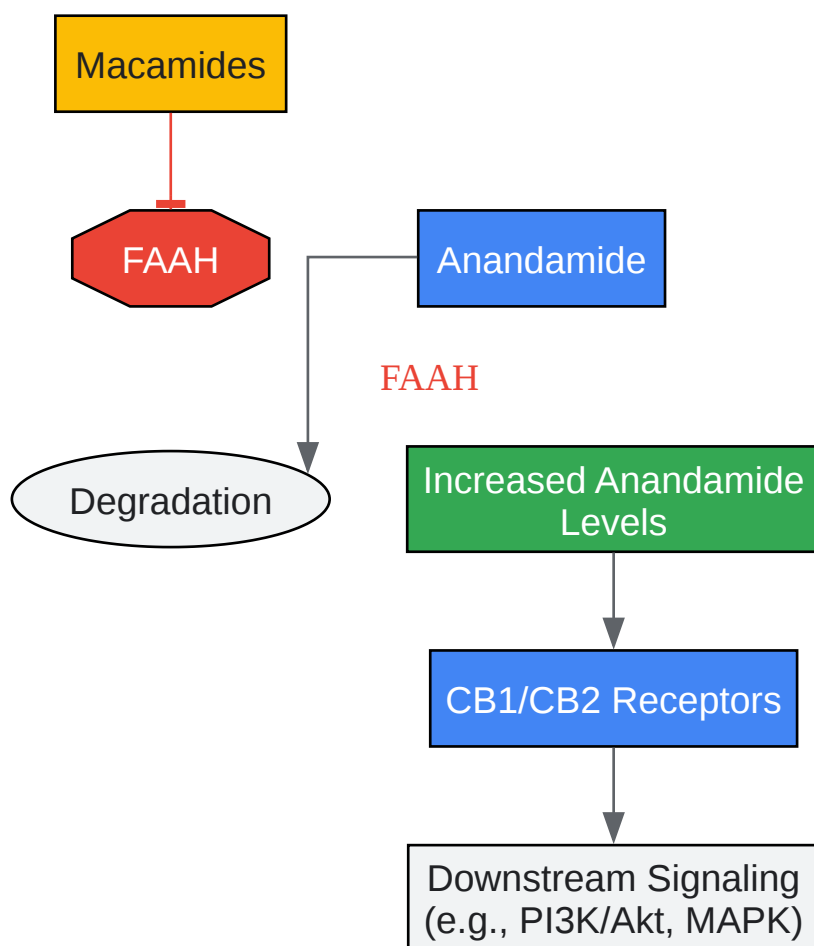 Macamides
FAAH
Anandamide
FAAH
Degradation
Increased Anandamide
Levels
CB1/CB2 Receptors
Downstream Signaling
(e.g., PI3K/Akt, MAPK)